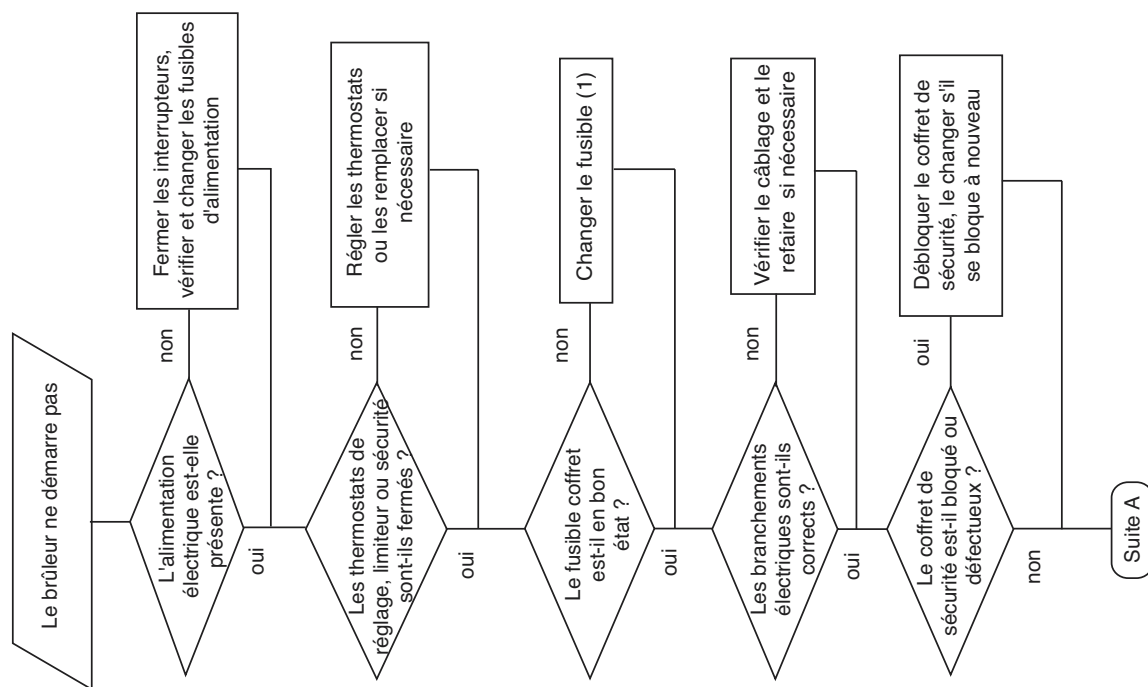 Le brûleur ne démarre pas
L'alimentation
électrique est-elle
présente ?
non
Fermer les interrupteurs,
vérifier et changer les fusibles
d'alimentation
oui
Les thermostats de
réglage, limiteur ou sécurité
sont-ils fermés ?
non
Régler les thermostats
ou les remplacer si
nécessaire
oui
Le fusible coffret
est-il en bon
état ?
non
Changer le fusible (1)
oui
Les branchements
électriques sont-ils
corrects ?
non
Vérifier le câblage et le
refaire si nécessaire
oui
Le coffret de
sécurité est-il bloqué ou
défectueux ?
oui
Débloquer le coffret de
sécurité, le changer s'il
se bloque à nouveau
non
Suite A